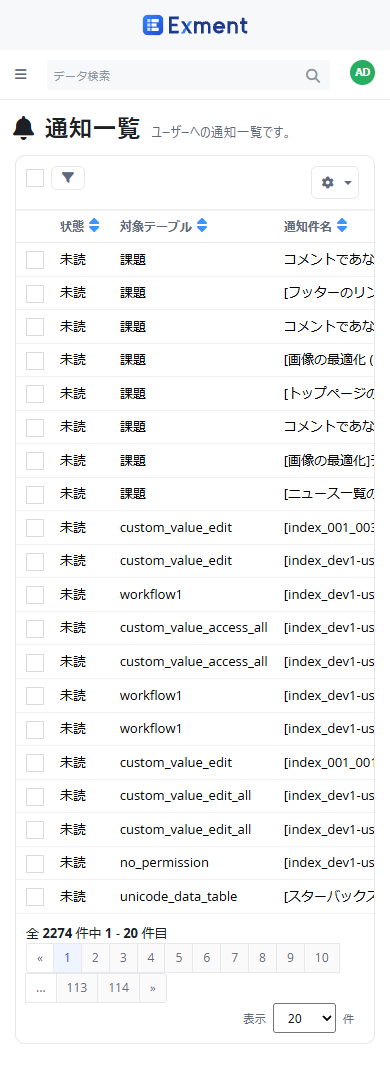 Exment
データ検索
AD
通知一覧 ユーザーへの通知一覧です。
状態 対象テーブル 通知件名
未読 課題 コメントであな
未読 課題 [フッターのリン
未読 課題 コメントであな
未読 課題 [画像の最適化 (
未読 課題 [トップページの
未読 課題 コメントであな
未読 課題 [画像の最適化]
未読 課題 [ニュース一覧の
未読 custom_value_edit [index_001_003
未読 custom_value_edit [index_dev1-us
未読 workflow1 [index_dev1-us
未読 custom_value_access_all [index_dev1-us
未読 custom_value_access_all [index_dev1-us
未読 workflow1 [index_dev1-us
未読 workflow1 [index_dev1-us
未読 custom_value_edit [index_001_001
未読 custom_value_edit_all [index_dev1-us
未読 custom_value_edit_all [index_dev1-us
未読 no_permission [index_dev1-us
未読 unicode_data_table [スターバックス
全 2274 件中 1 - 20 件目
« 1 2 3 4 5 6 7 8 9 10
... 113 114 »
表示 20 件